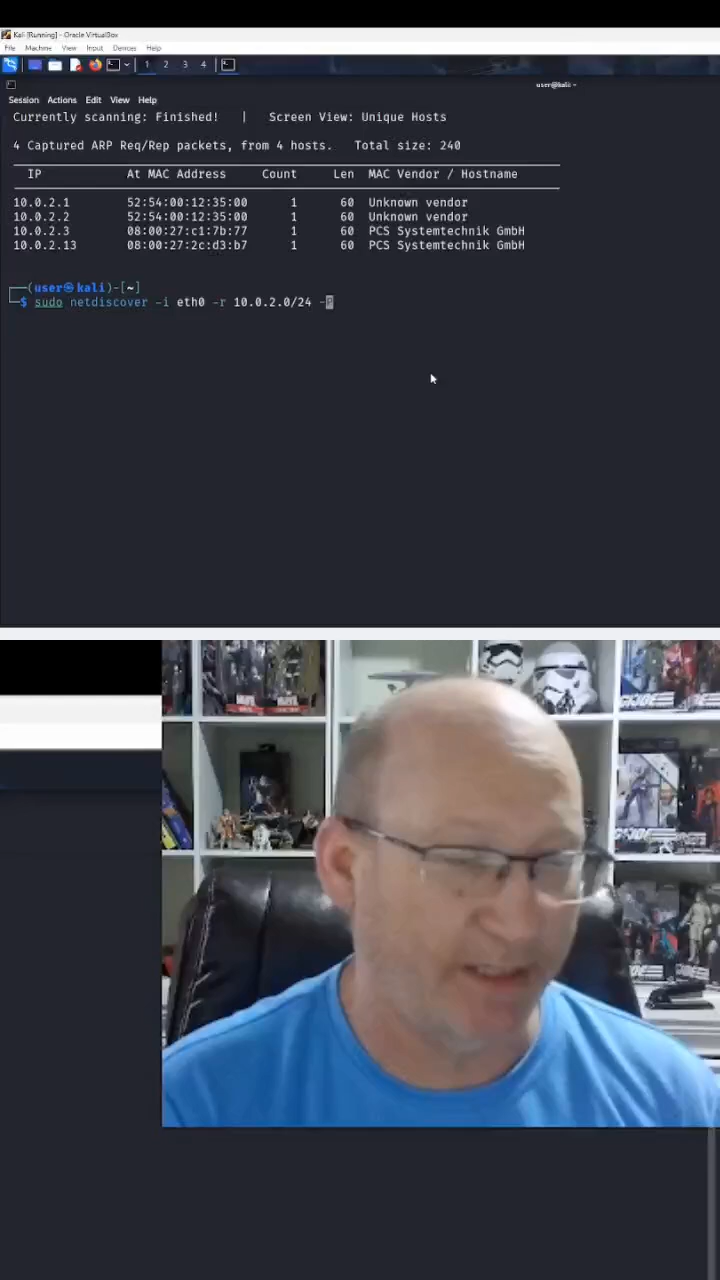 Kali [Running] - Oracle VirtualBox
File Machine View Input Devices Help
1 2 3 4
user@kali: ~
Session Actions Edit View Help
Currently scanning: Finished! | Screen View: Unique Hosts
4 Captured ARP Req/Rep packets, from 4 hosts. Total size: 240
IP At MAC Address Count Len MAC Vendor / Hostname
10.0.2.1 52:54:00:12:35:00 1 60 Unknown vendor
10.0.2.2 52:54:00:12:35:00 1 60 Unknown vendor
10.0.2.3 08:00:27:c1:7b:77 1 60 PCS Systemtechnik GmbH
10.0.2.13 08:00:27:2c:d3:b7 1 60 PCS Systemtechnik GmbH
(user㉿kali)-[~]
$ sudo netdiscover -i eth0 -r 10.0.2.0/24 -P
MARVEL MARVEL
G.I.JOE
G.I.JOE